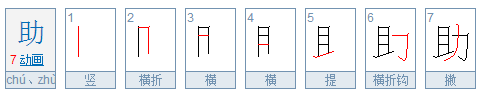 助 1 2 3 4 5 6 7
7 动画
chú、zhù 竖 横折 横 横 提 横折钩 撇